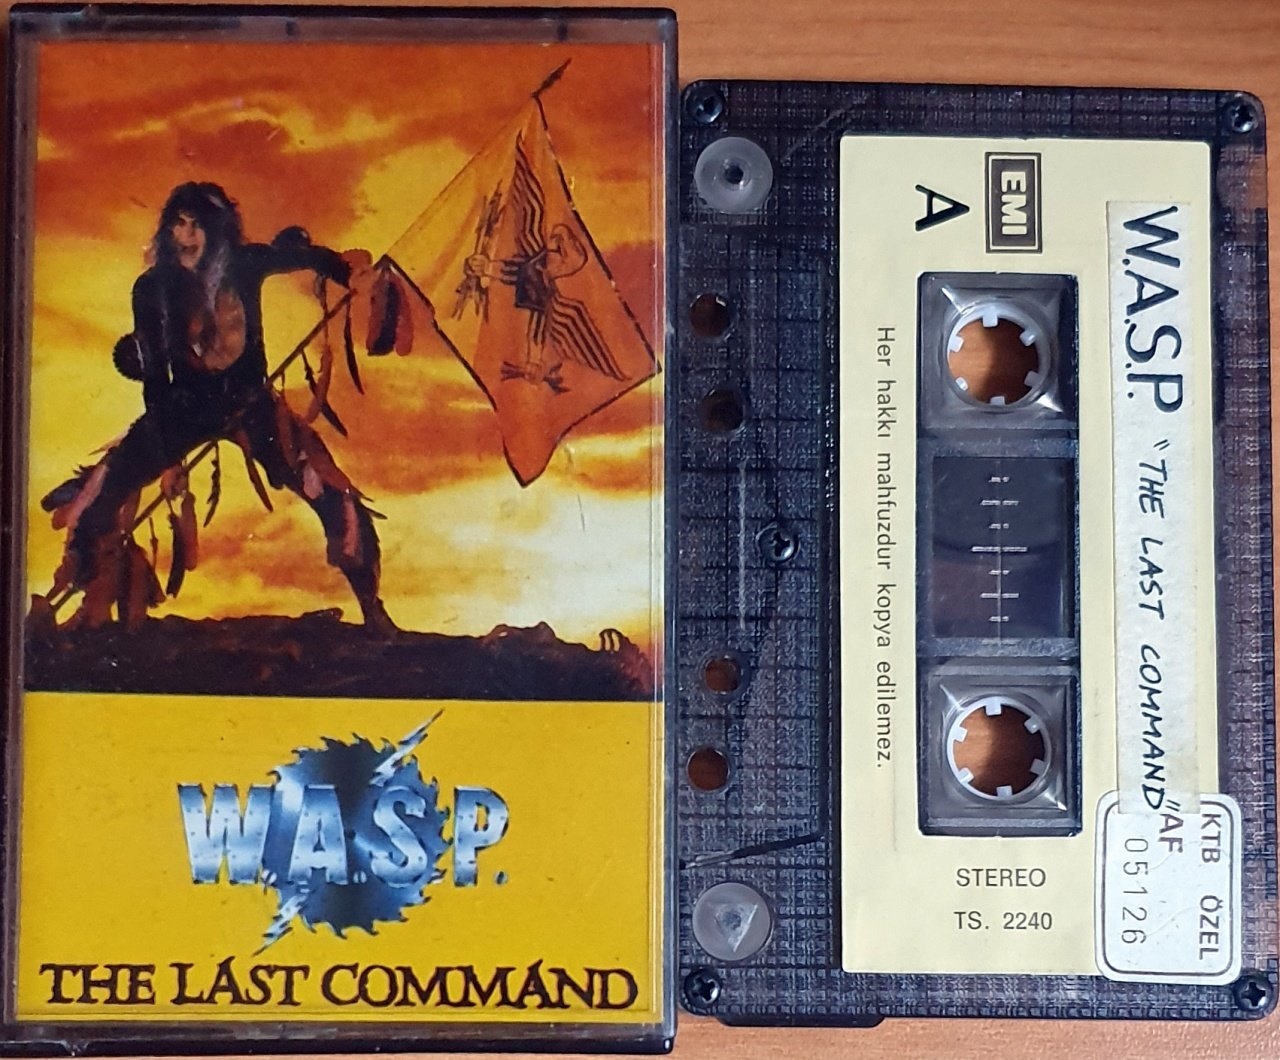 W.A.S.P.
THE LAST COMMAND
EMI
A
W.A.S.P. "THE LAST COMMAND"
Her hakkı mahfuzdur kopya edilemez.
STEREO
TS. 2240
KTB ÖZEL
AF
05126